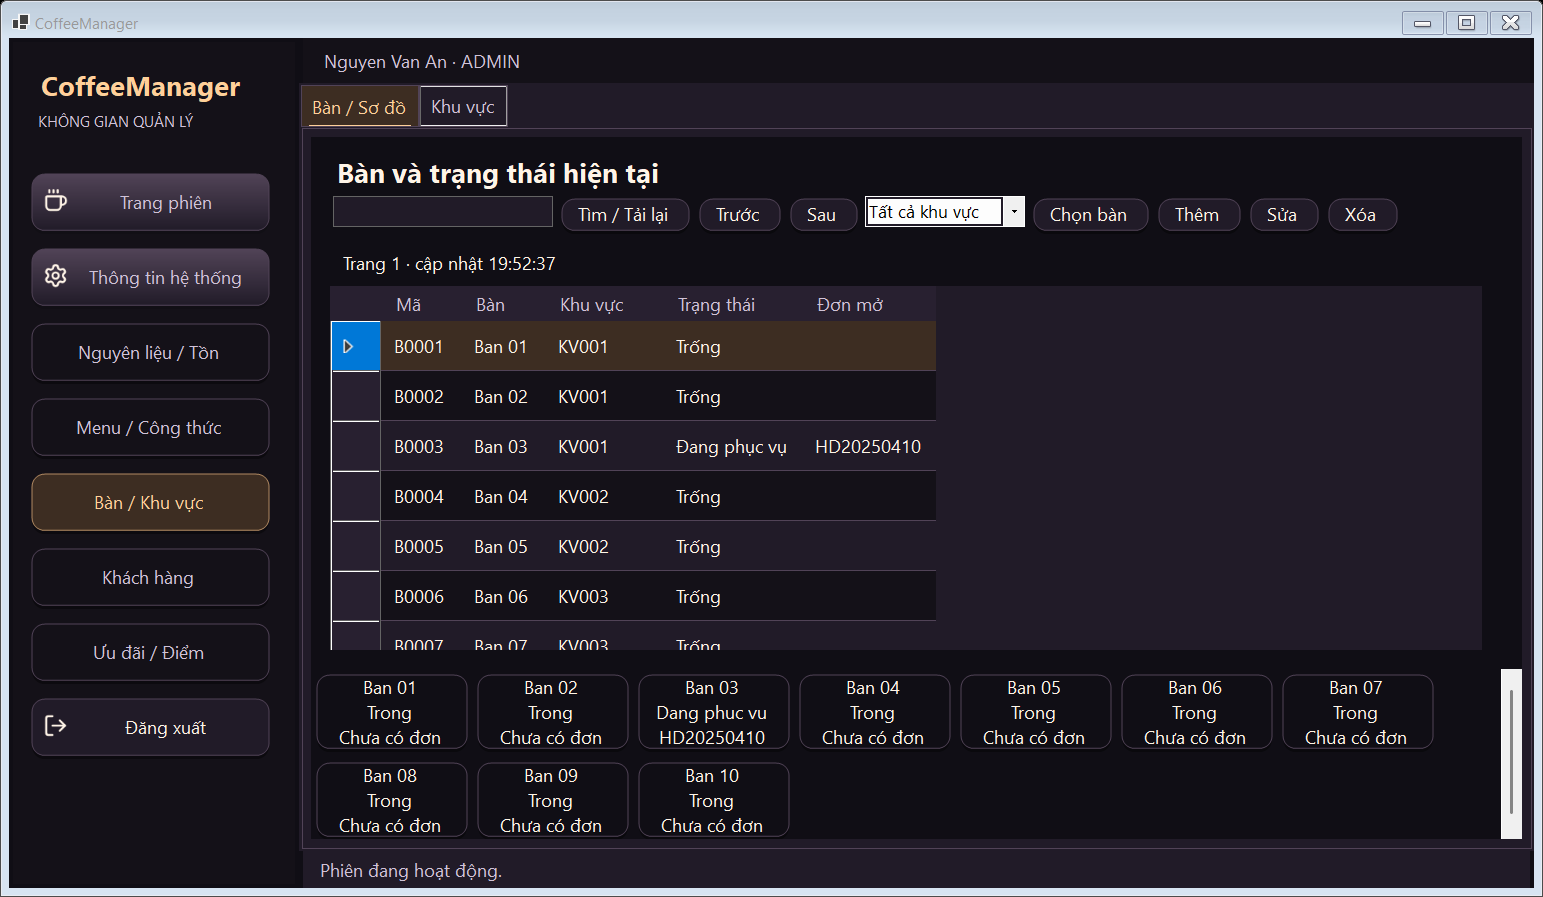 CoffeeManager
CoffeeManager
KHÔNG GIAN QUẢN LÝ
Trang phiên
Thông tin hệ thống
Nguyên liệu / Tồn
Menu / Công thức
Bàn / Khu vực
Khách hàng
Ưu đãi / Điểm
Đăng xuất
Nguyen Van An · ADMIN
Bàn / Sơ đồ Khu vực
Bàn và trạng thái hiện tại
Tìm / Tải lại Trước Sau Tất cả khu vực Chọn bàn Thêm Sửa Xóa
Trang 1 · cập nhật 19:52:37
Mã Bàn Khu vực Trạng thái Đơn mở
B0001 Ban 01 KV001 Trống
B0002 Ban 02 KV001 Trống
B0003 Ban 03 KV001 Đang phục vụ HD20250410
B0004 Ban 04 KV002 Trống
B0005 Ban 05 KV002 Trống
B0006 Ban 06 KV003 Trống
B0007 Ban 07 KV003 Trống
Ban 01
Trong
Chưa có đơn
Ban 02
Trong
Chưa có đơn
Ban 03
Dang phuc vu
HD20250410
Ban 04
Trong
Chưa có đơn
Ban 05
Trong
Chưa có đơn
Ban 06
Trong
Chưa có đơn
Ban 07
Trong
Chưa có đơn
Ban 08
Trong
Chưa có đơn
Ban 09
Trong
Chưa có đơn
Ban 10
Trong
Chưa có đơn
Phiên đang hoạt động.